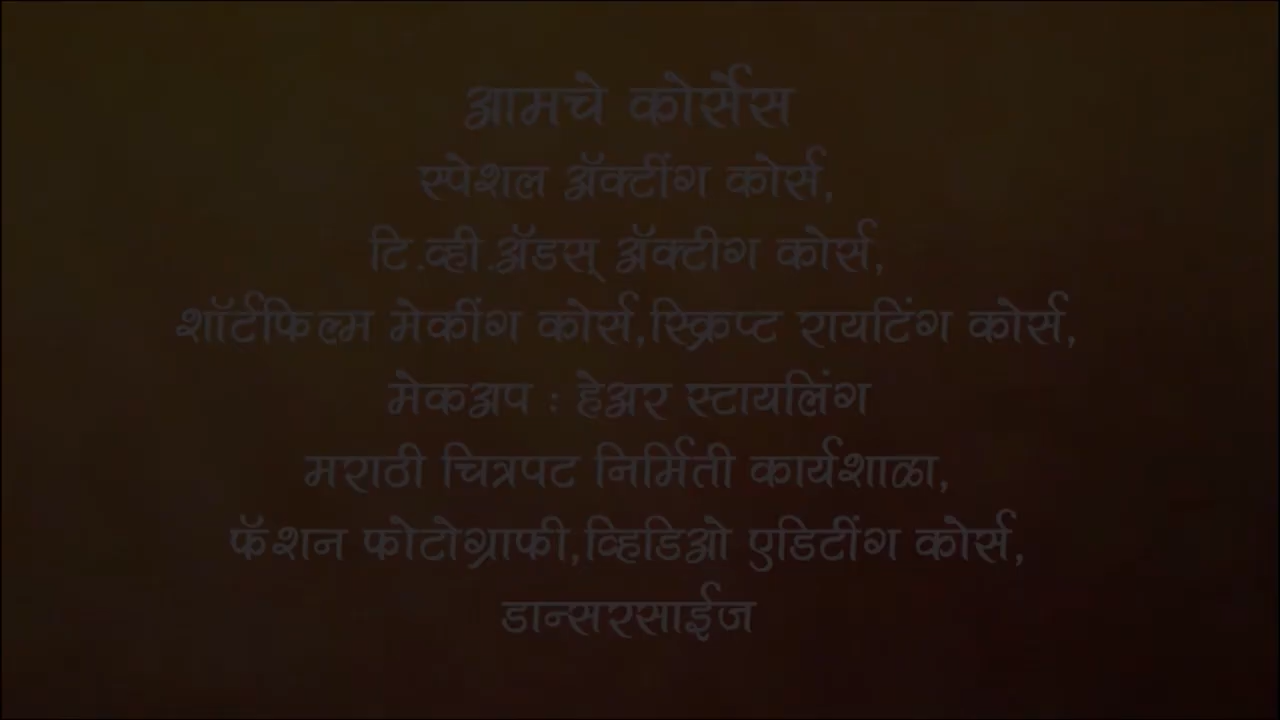 आमचे कोर्सेस
स्पेशल ॲक्टींग कोर्स,
टि.व्ही.ॲडस् ॲक्टीग कोर्स,
शॉर्टफिल्म मेकींग कोर्स,स्क्रिप्ट रायटिंग कोर्स,
मेकअप : हेअर स्टायलिंग
मराठी चित्रपट निर्मिती कार्यशाळा,
फॅशन फोटोग्राफी,व्हिडिओ एडिटींग कोर्स,
डान्सरसाईज